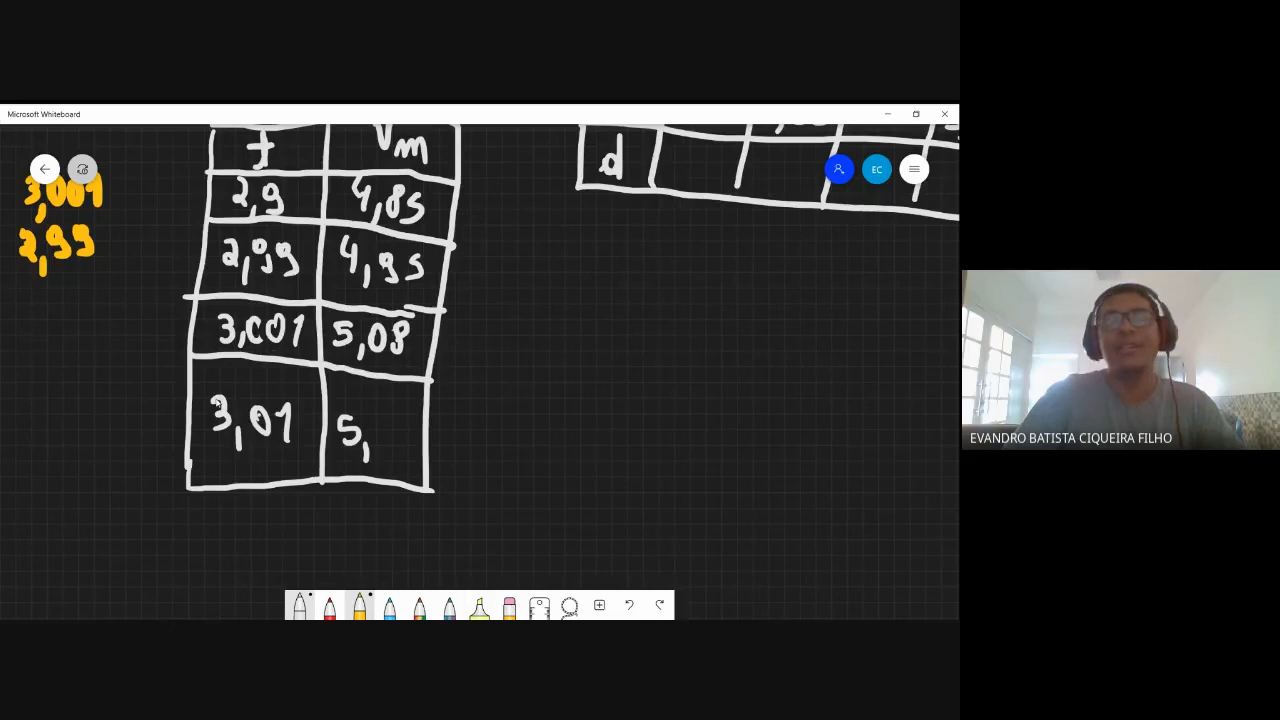 Microsoft Whiteboard
EC
3,001
2,99
t Vm
2,9 4,85
2,99 4,95
3,001 5,08
3,01 5,
d
EVANDRO BATISTA CIQUEIRA FILHO